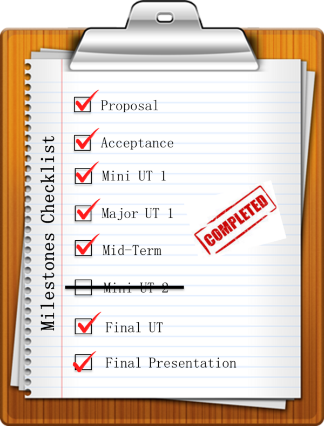 Milestones Checklist
Proposal
Acceptance
Mini UT 1
Major UT 1
COMPLETED
Mid-Term
Mini UT 2
Final UT
Final Presentation